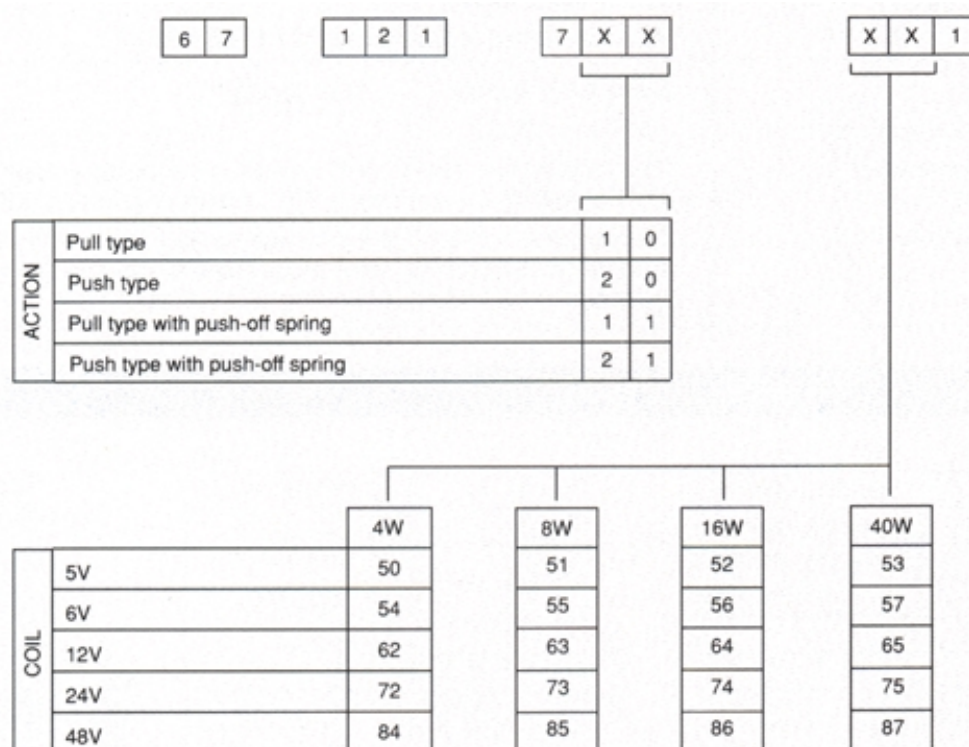 6 7 1 2 1 7 X X X X 1
ACTION
Pull type 1 0
Push type 2 0
Pull type with push-off spring 1 1
Push type with push-off spring 2 1
4W 8W 16W 40W
COIL
5V 50 51 52 53
6V 54 55 56 57
12V 62 63 64 65
24V 72 73 74 75
48V 84 85 86 87